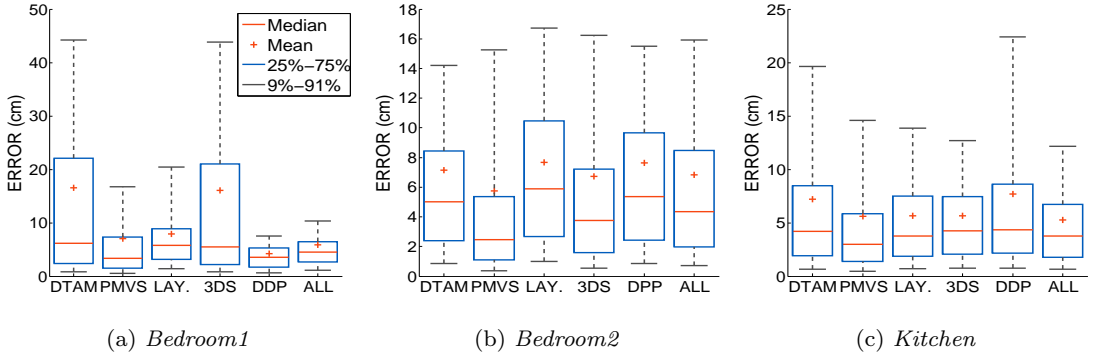 50
40
30
20
10
0
ERROR (cm)
Median
Mean
25%−75%
9%−91%
DTAM PMVS LAY. 3DS DDP ALL
(a) Bedroom1
18
16
14
12
10
8
6
4
2
0
ERROR (cm)
DTAM PMVS LAY. 3DS DPP ALL
(b) Bedroom2
25
20
15
10
5
0
ERROR (cm)
DTAM PMVS LAY. 3DS DDP ALL
(c) Kitchen